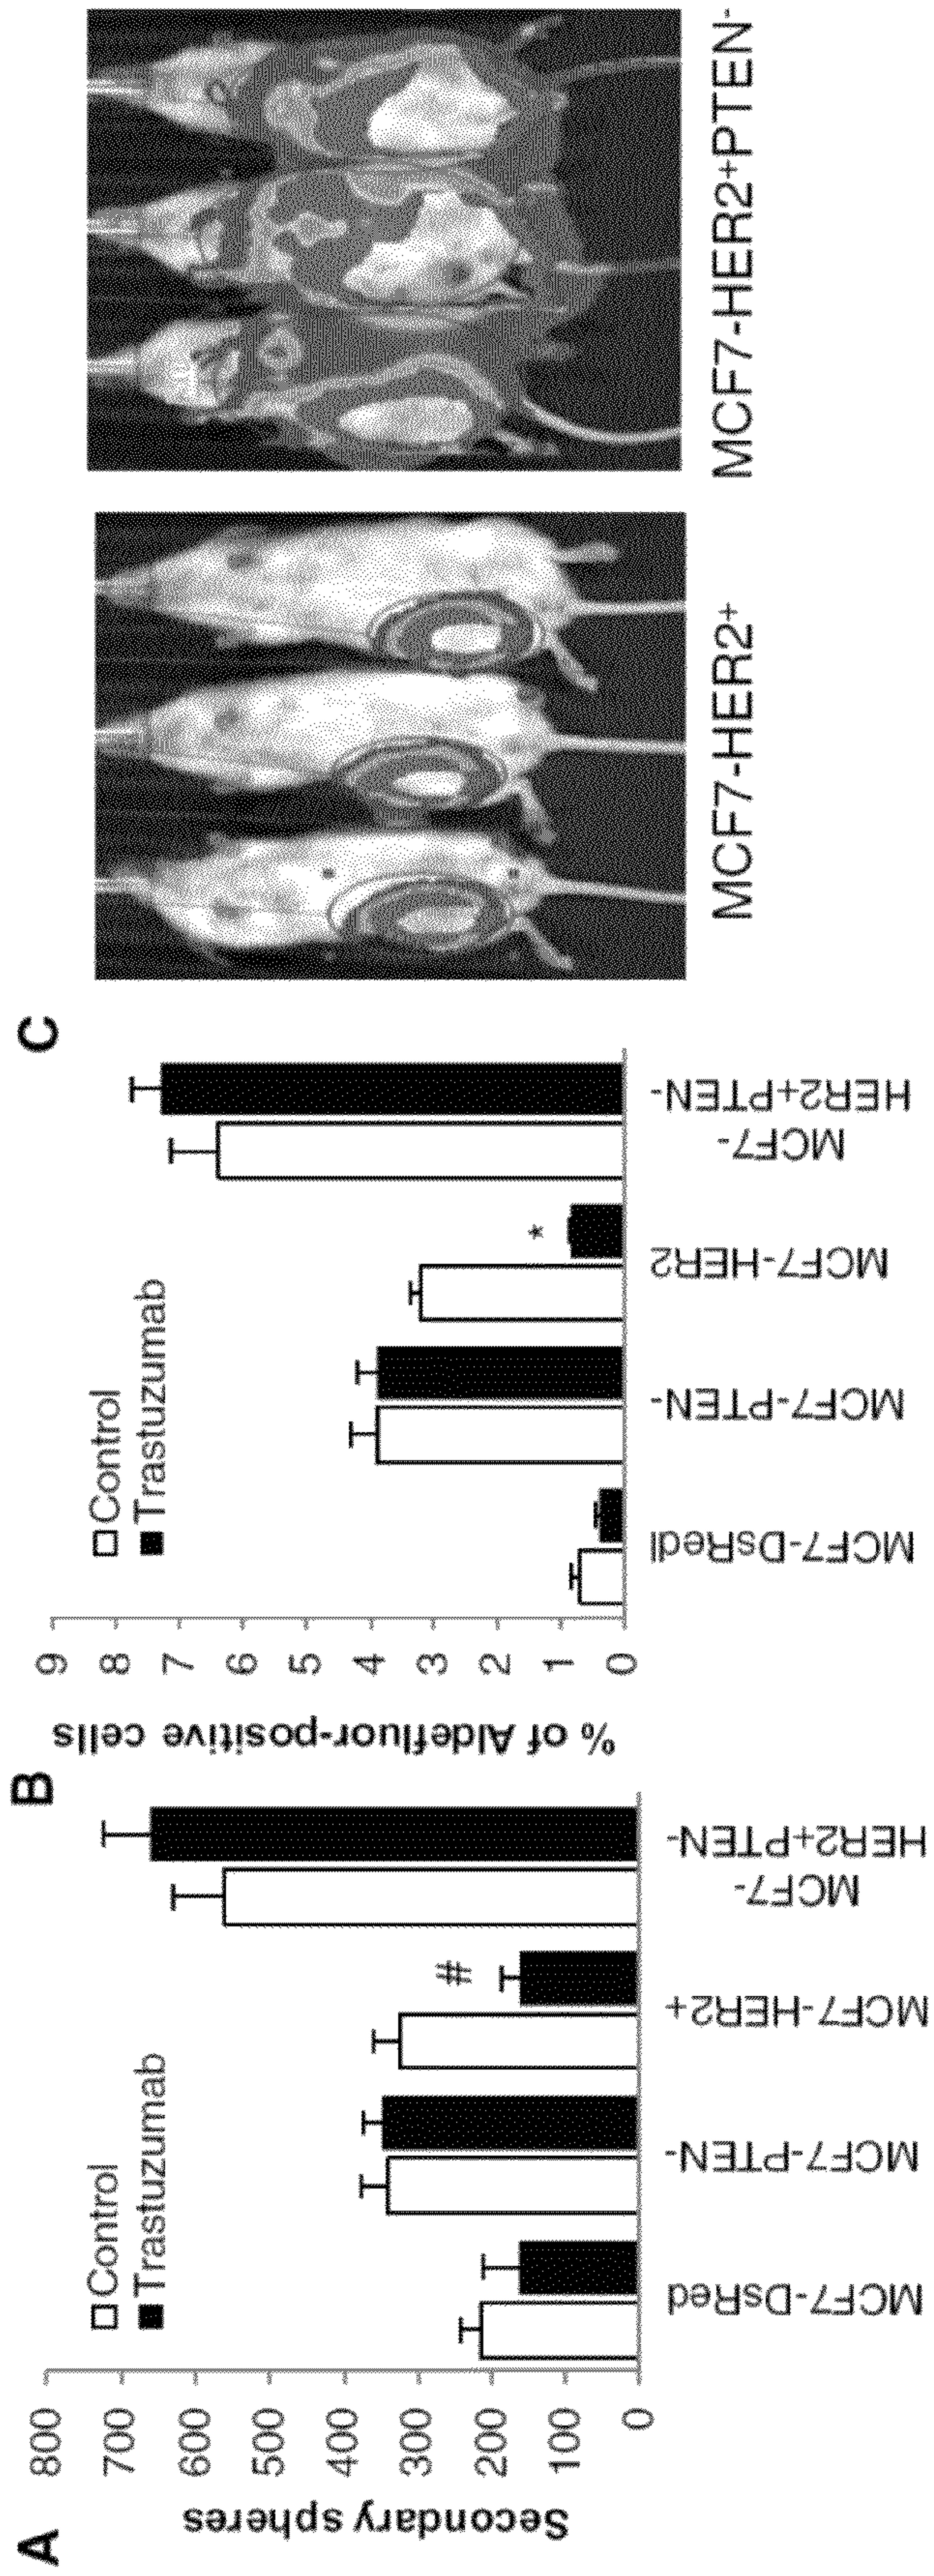 A
Secondary spheres
800
700
600
500
400
300
200
100
0
Control
Trastuzumab
#
MCF7-DsRed
MCF7-PTEN-
MCF7-HER2+
MCF7-
HER2+PTEN-
B
% of Aldefluor-positive cells
9
8
7
6
5
4
3
2
1
0
Control
Trastuzumab
*
MCF7-DsRedl
MCF7-PTEN-
MCF7-HER2
MCF7-
HER2+PTEN-
C
MCF7-HER2⁺
MCF7-HER2⁺PTEN⁻